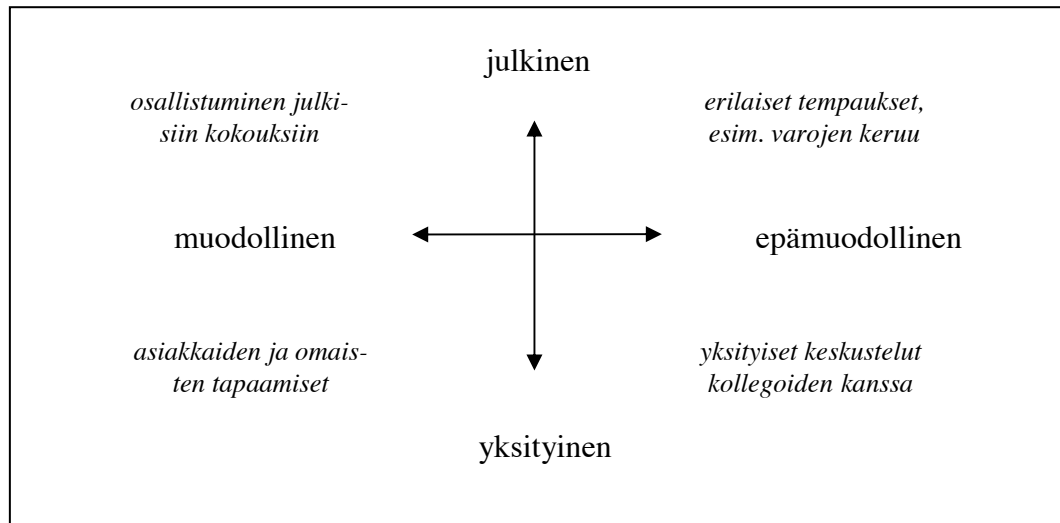 julkinen
osallistuminen julki-
siin kokouksiin
erilaiset tempaukset,
esim. varojen keruu
muodollinen
epämuodollinen
asiakkaiden ja omais-
ten tapaamiset
yksityiset keskustelut
kollegoiden kanssa
yksityinen